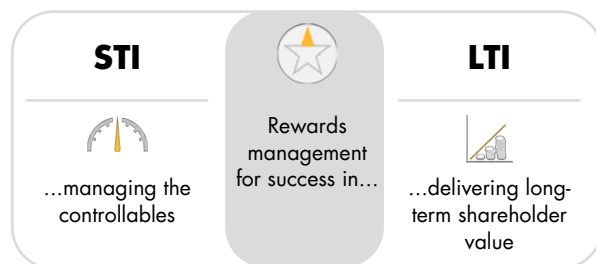 STI
…managing the
controllables
Rewards
management
for success in…
LTI
…delivering long-
term shareholder
value